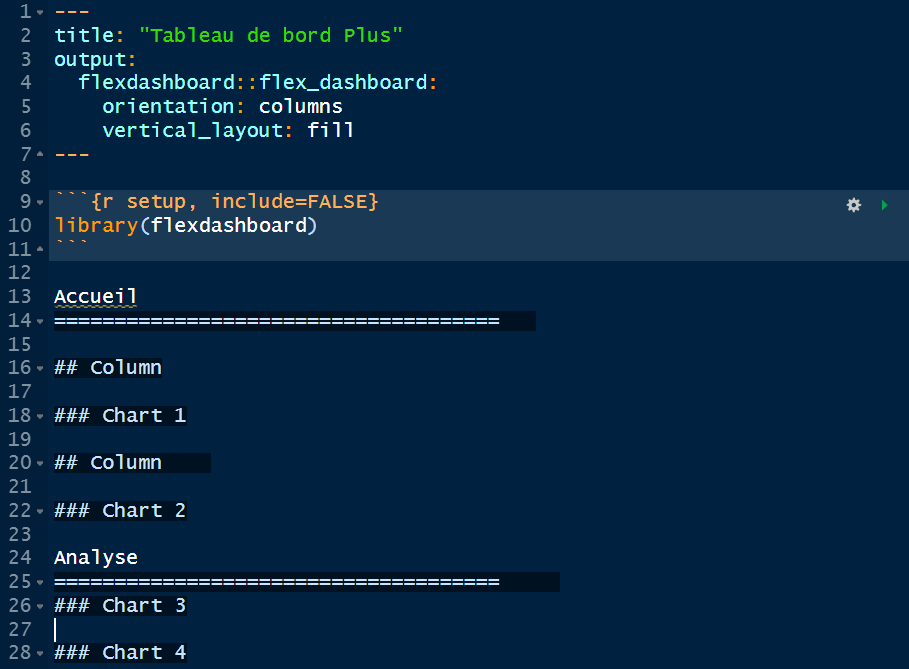 1 ---
2 title: "Tableau de bord Plus"
3 output:
4   flexdashboard::flex_dashboard:
5     orientation: columns
6     vertical_layout: fill
7 ---
8
9 ```{r setup, include=FALSE}
10 library(flexdashboard)
11 ```
12
13 Accueil
14 =====================================
15
16 ## Column
17
18 ### Chart 1
19
20 ## Column
21
22 ### Chart 2
23
24 Analyse
25 =====================================
26 ### Chart 3
27
28 ### Chart 4